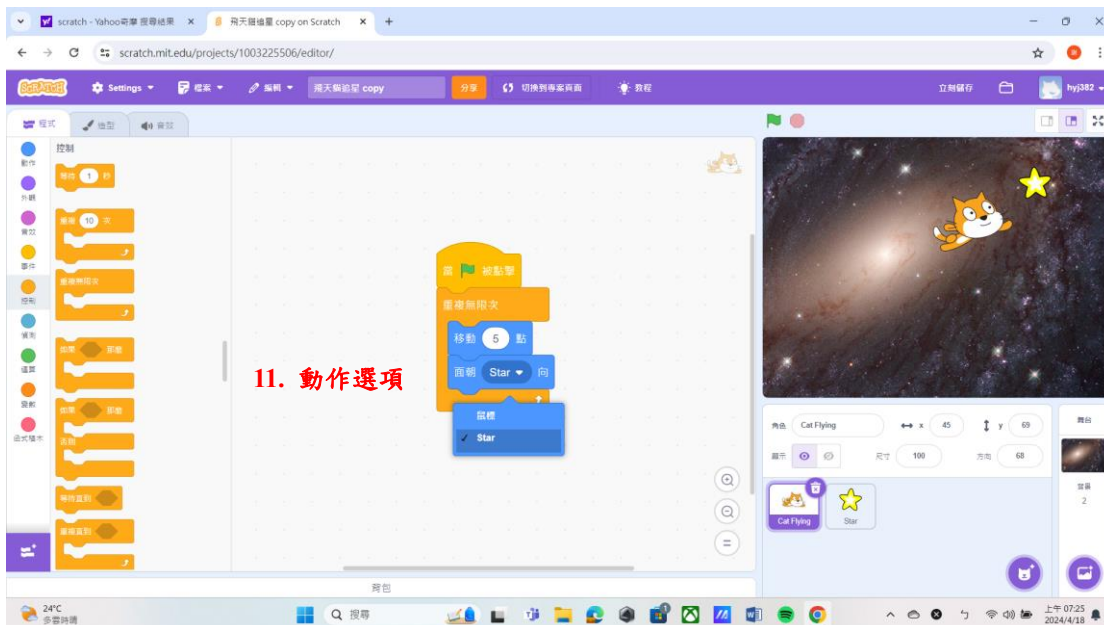 scratch - Yahoo奇摩 搜尋結果
飛天貓追星 copy on Scratch
scratch.mit.edu/projects/1003225506/editor/
SCRATCH
Settings
檔案
編輯
飛天貓追星 copy
分享
切換到專案頁面
教程
立刻儲存
hyj382
程式
造型
音效
動作
外觀
音效
事件
控制
偵測
運算
變數
函式積木
控制
等待 1 秒
重複 10 次
重複無限次
如果 那麼
如果 那麼
否則
等待直到
重複直到
當 被點擊
重複無限次
移動 5 點
面朝 Star 向
鼠標
✓ Star
11. 動作選項
背包
角色 Cat Flying x 45 y 69
顯示 尺寸 100 方向 68
Cat Flying
Star
舞台
背景
2
24°C
多雲時晴
搜尋
上午 07:25
2024/4/18